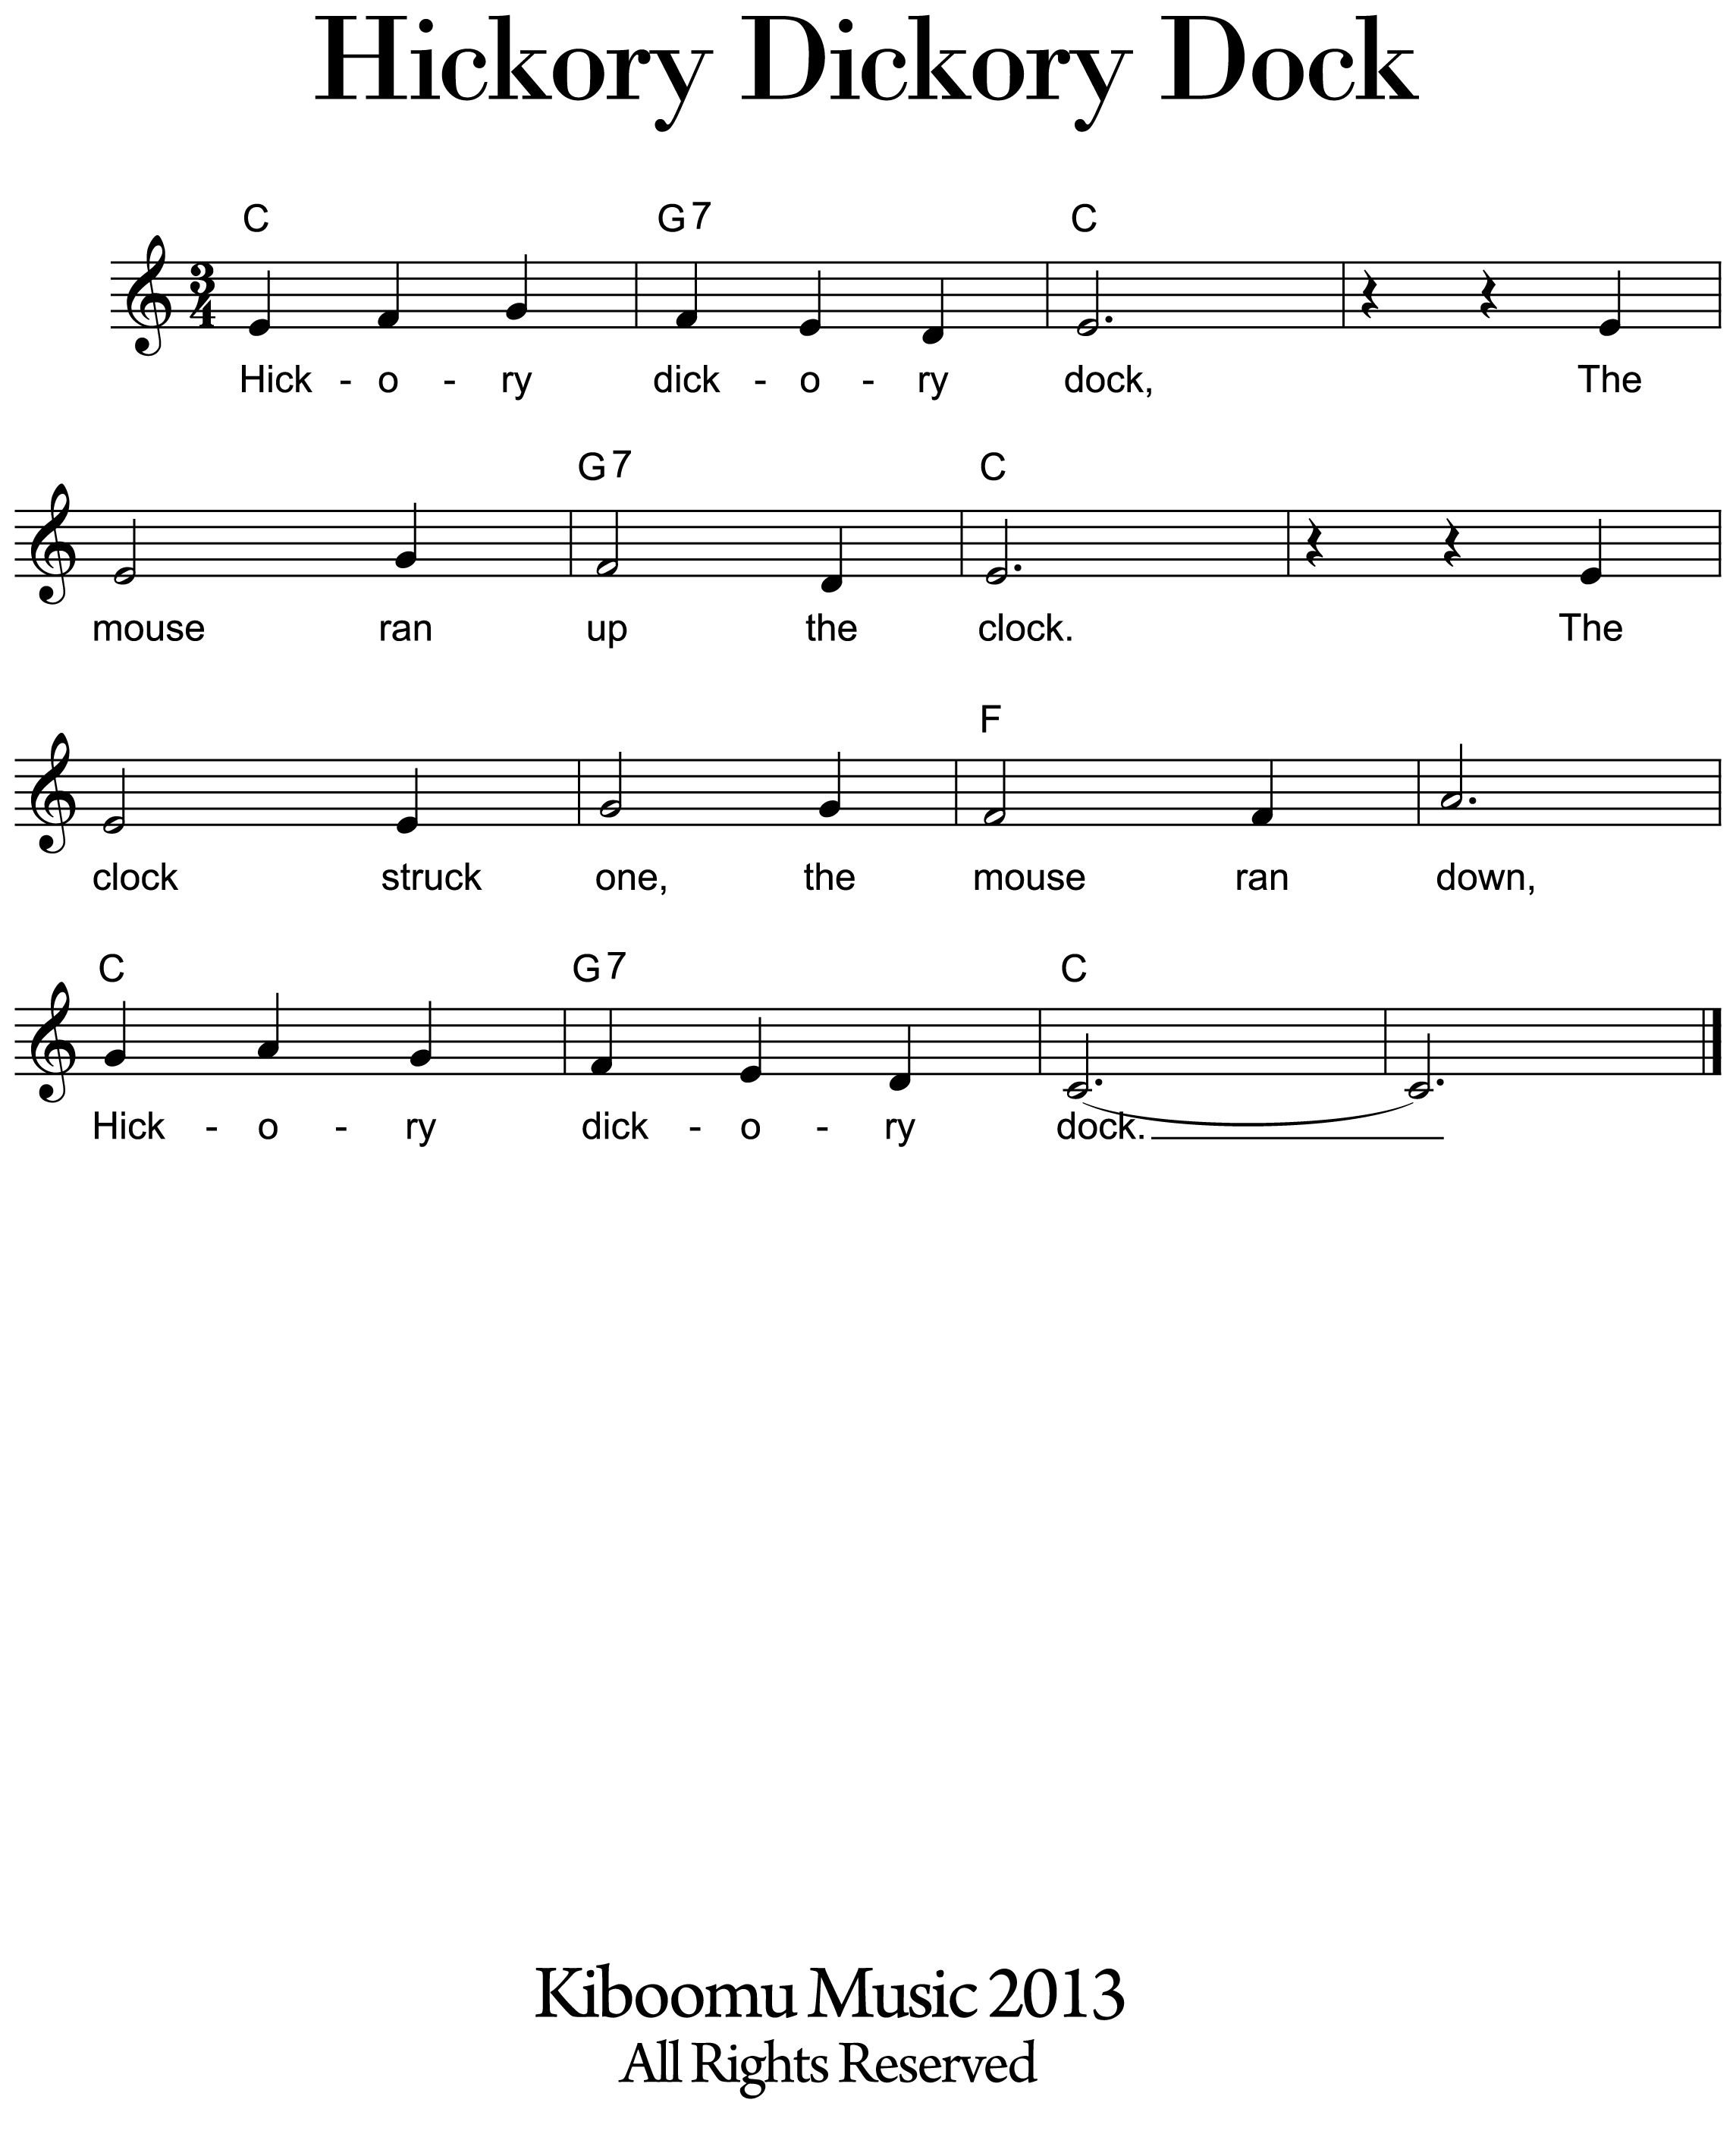 Hickory Dickory Dock
C G7 C
3
4
Hick - o - ry dick - o - ry dock, The
G7 C
mouse ran up the clock. The
F
clock struck one, the mouse ran down,
C G7 C
Hick - o - ry dick - o - ry dock.
Kiboomu Music 2013
All Rights Reserved